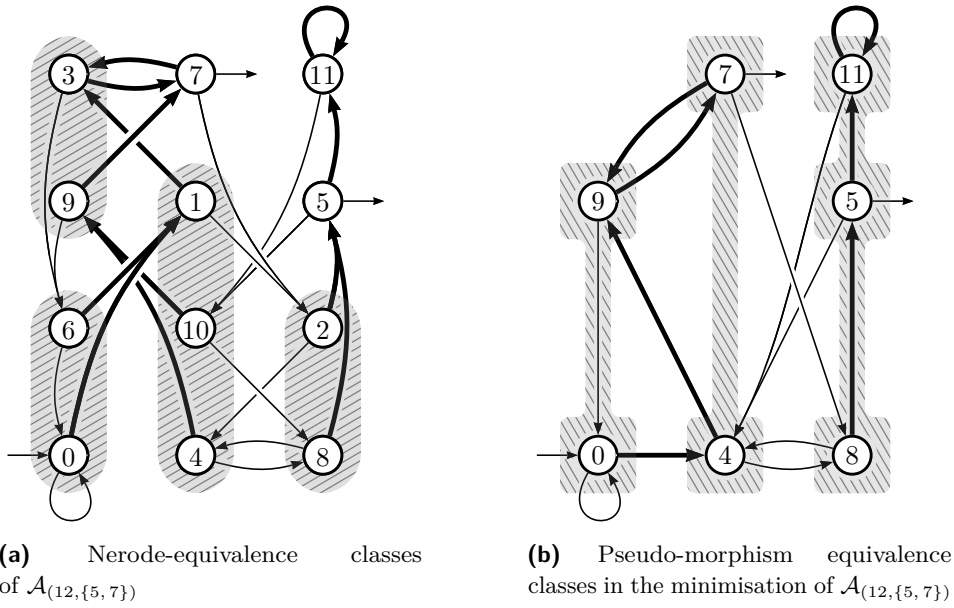 3 7 11
9 1 5
6 10 2
0 4 8
7 11
9 5
0 4 8
(a) Nerode-equivalence classes
of A(12,{5,7})
(b) Pseudo-morphism equivalence
classes in the minimisation of A(12,{5,7})